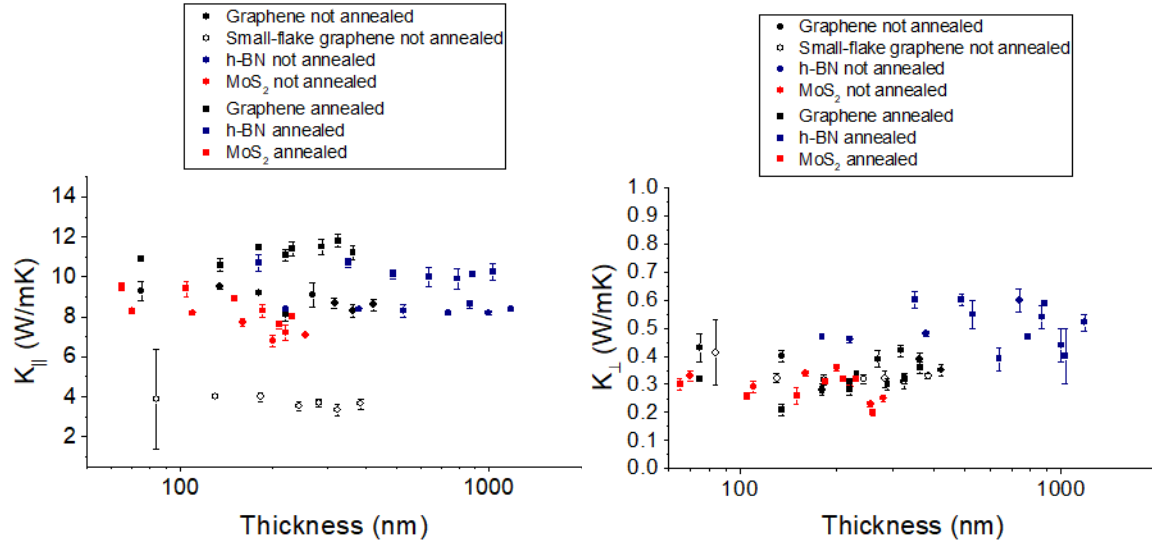 Graphene not annealed
Small-flake graphene not annealed
h-BN not annealed
MoS₂ not annealed
Graphene annealed
h-BN annealed
MoS₂ annealed
K∥ (W/mK)
14
12
10
8
6
4
2
100
1000
Thickness (nm)
Graphene not annealed
Small-flake graphene not annealed
h-BN not annealed
MoS₂ not annealed
Graphene annealed
h-BN annealed
MoS₂ annealed
K⊥ (W/mK)
1.0
0.9
0.8
0.7
0.6
0.5
0.4
0.3
0.2
0.1
0.0
100
1000
Thickness (nm)